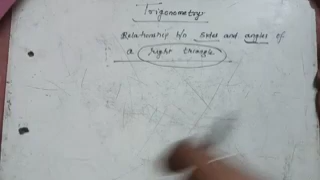 Trigonometry
Relationship b/n sides and angles of
a right triangle